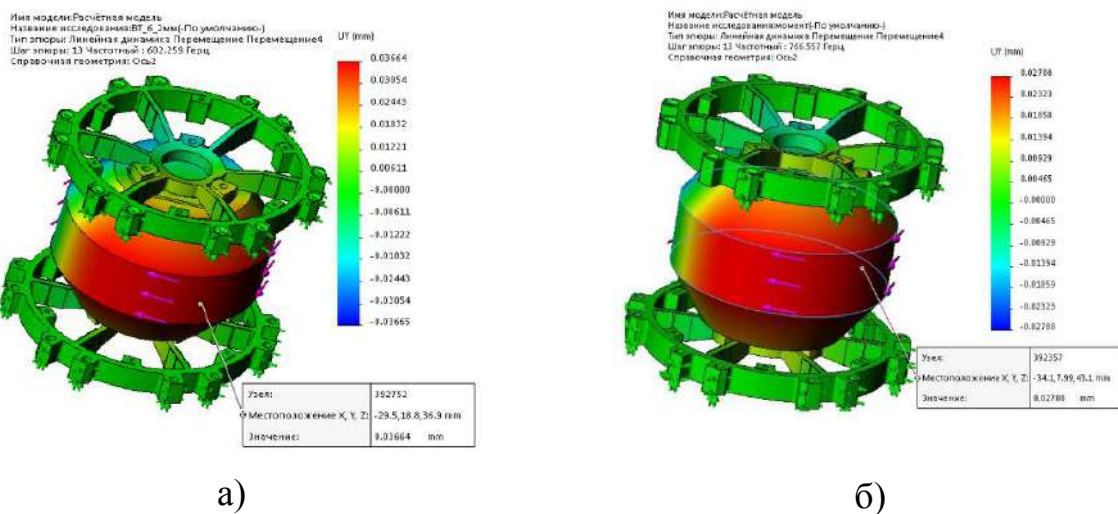 Имя модели:Расчётная модель
Название исследования:ВТ_6_2мм(-По умолчанию-)
Тип эпюры: Линейная динамика Перемещение Перемещение4
Шаг эпюры: 13 Частотный : 602.259 Герц
Справочная геометрия: Ось2
UY (mm)
0.03664
0.03054
0.02443
0.01832
0.01221
0.00611
-0.00000
-0.00611
-0.01222
-0.01832
-0.02443
-0.03054
-0.03665
Узел: 392752
Местоположение X, Y, Z: -29.5,18.8,36.9 mm
Значение: 0.03664 mm
а)
Имя модели:Расчётная модель
Название исследования:момент(-По умолчанию-)
Тип эпюры: Линейная динамика Перемещение Перемещение4
Шаг эпюры: 13 Частотный : 766.557 Герц
Справочная геометрия: Ось2
UY (mm)
0.02788
0.02323
0.01858
0.01394
0.00929
0.00465
-0.00000
-0.00465
-0.00929
-0.01394
-0.01859
-0.02323
-0.02788
Узел: 392357
Местоположение X, Y, Z: -34.1,7.99,43.1 mm
Значение: 0.02788 mm
б)